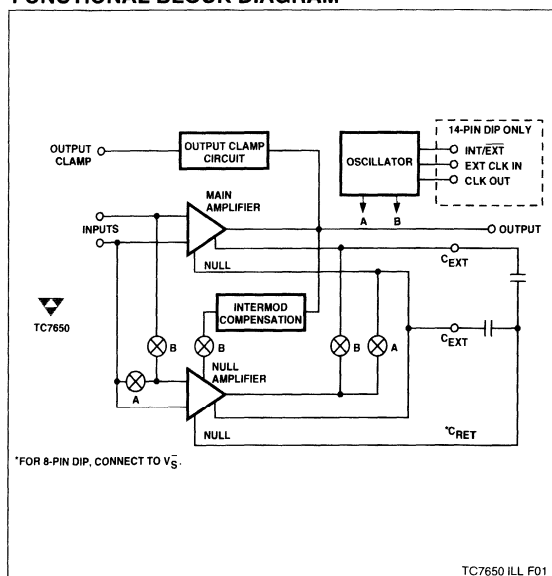 FUNCTIONAL BLOCK DIAGRAM
14-PIN DIP ONLY
OUTPUT CLAMP
OUTPUT CLAMP CIRCUIT
OSCILLATOR
INT/EXT
EXT CLK IN
CLK OUT
A B
MAIN AMPLIFIER
INPUTS
OUTPUT
NULL
CEXT
TC7650
INTERMOD COMPENSATION
CEXT
B B B A
A
NULL AMPLIFIER
NULL
*CRET
*FOR 8-PIN DIP, CONNECT TO VS̄.
TC7650 ILL F01